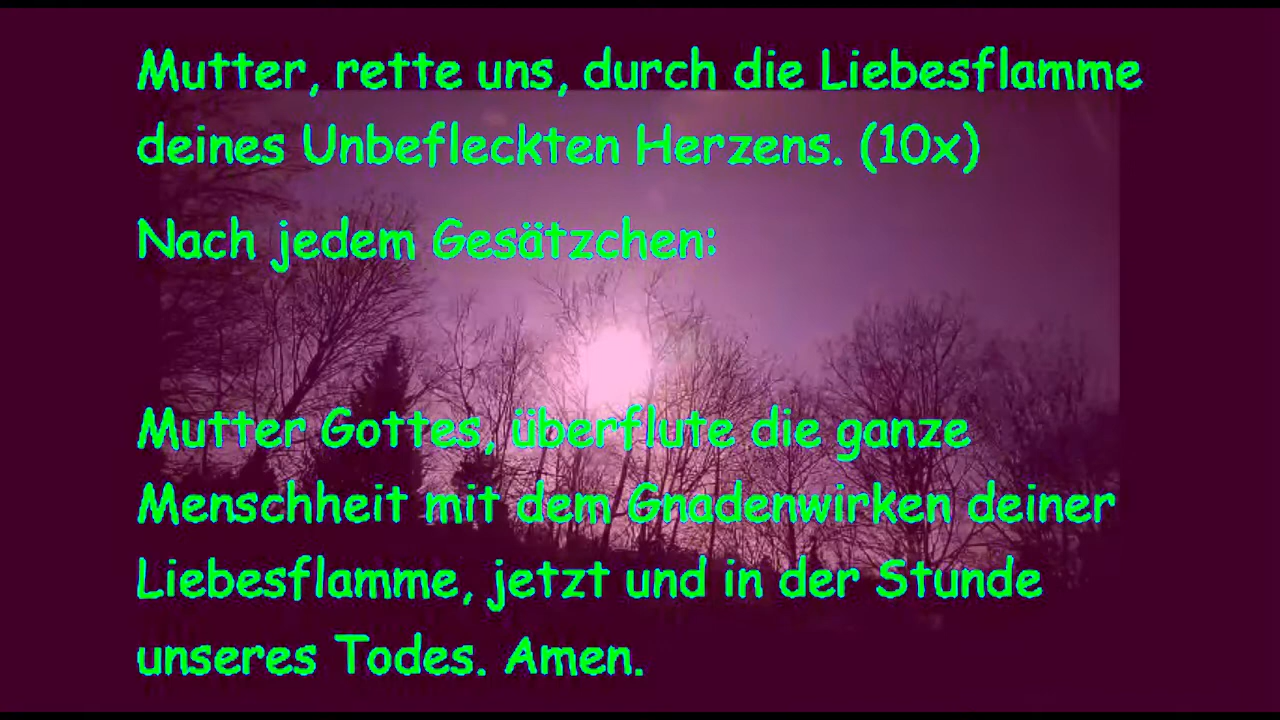 Mutter, rette uns, durch die Liebesflamme
deines Unbefleckten Herzens. (10x)
Nach jedem Gesätzchen:
Mutter Gottes, überflute die ganze
Menschheit mit dem Gnadenwirken deiner
Liebesflamme, jetzt und in der Stunde
unseres Todes. Amen.